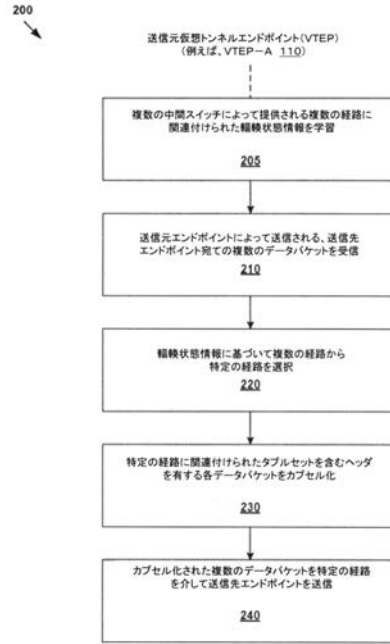 200
送信元仮想トンネルエンドポイント(VTEP)
(例えば、VTEP-A 110)
複数の中間スイッチによって提供される複数の経路に
関連付けられた輻輳状態情報を学習
205
送信元エンドポイントによって送信される、送信先
エンドポイント宛ての複数のデータパケットを受信
210
輻輳状態情報に基づいて複数の経路から
特定の経路を選択
220
特定の経路に関連付けられたタプルセットを含むヘッダ
を有する各データパケットをカプセル化
230
カプセル化された複数のデータパケットを特定の経路
を介して送信先エンドポイントを送信
240